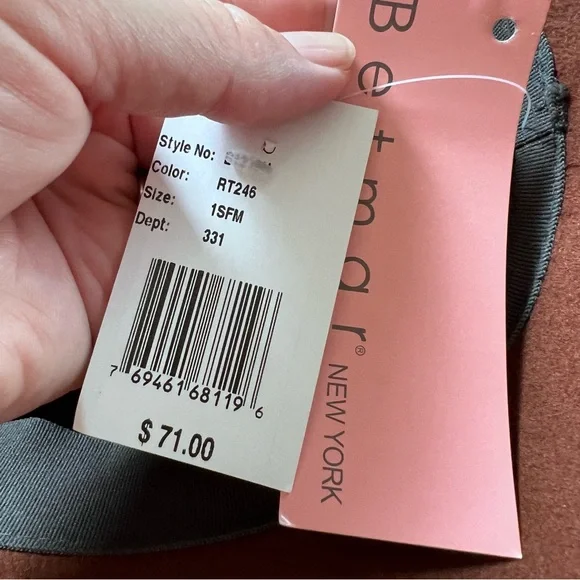 Style No:
Color: RT246
Size: 1SFM
Dept: 331
7 69461 68119 6
$ 71.00
Betmar®
NEW YORK